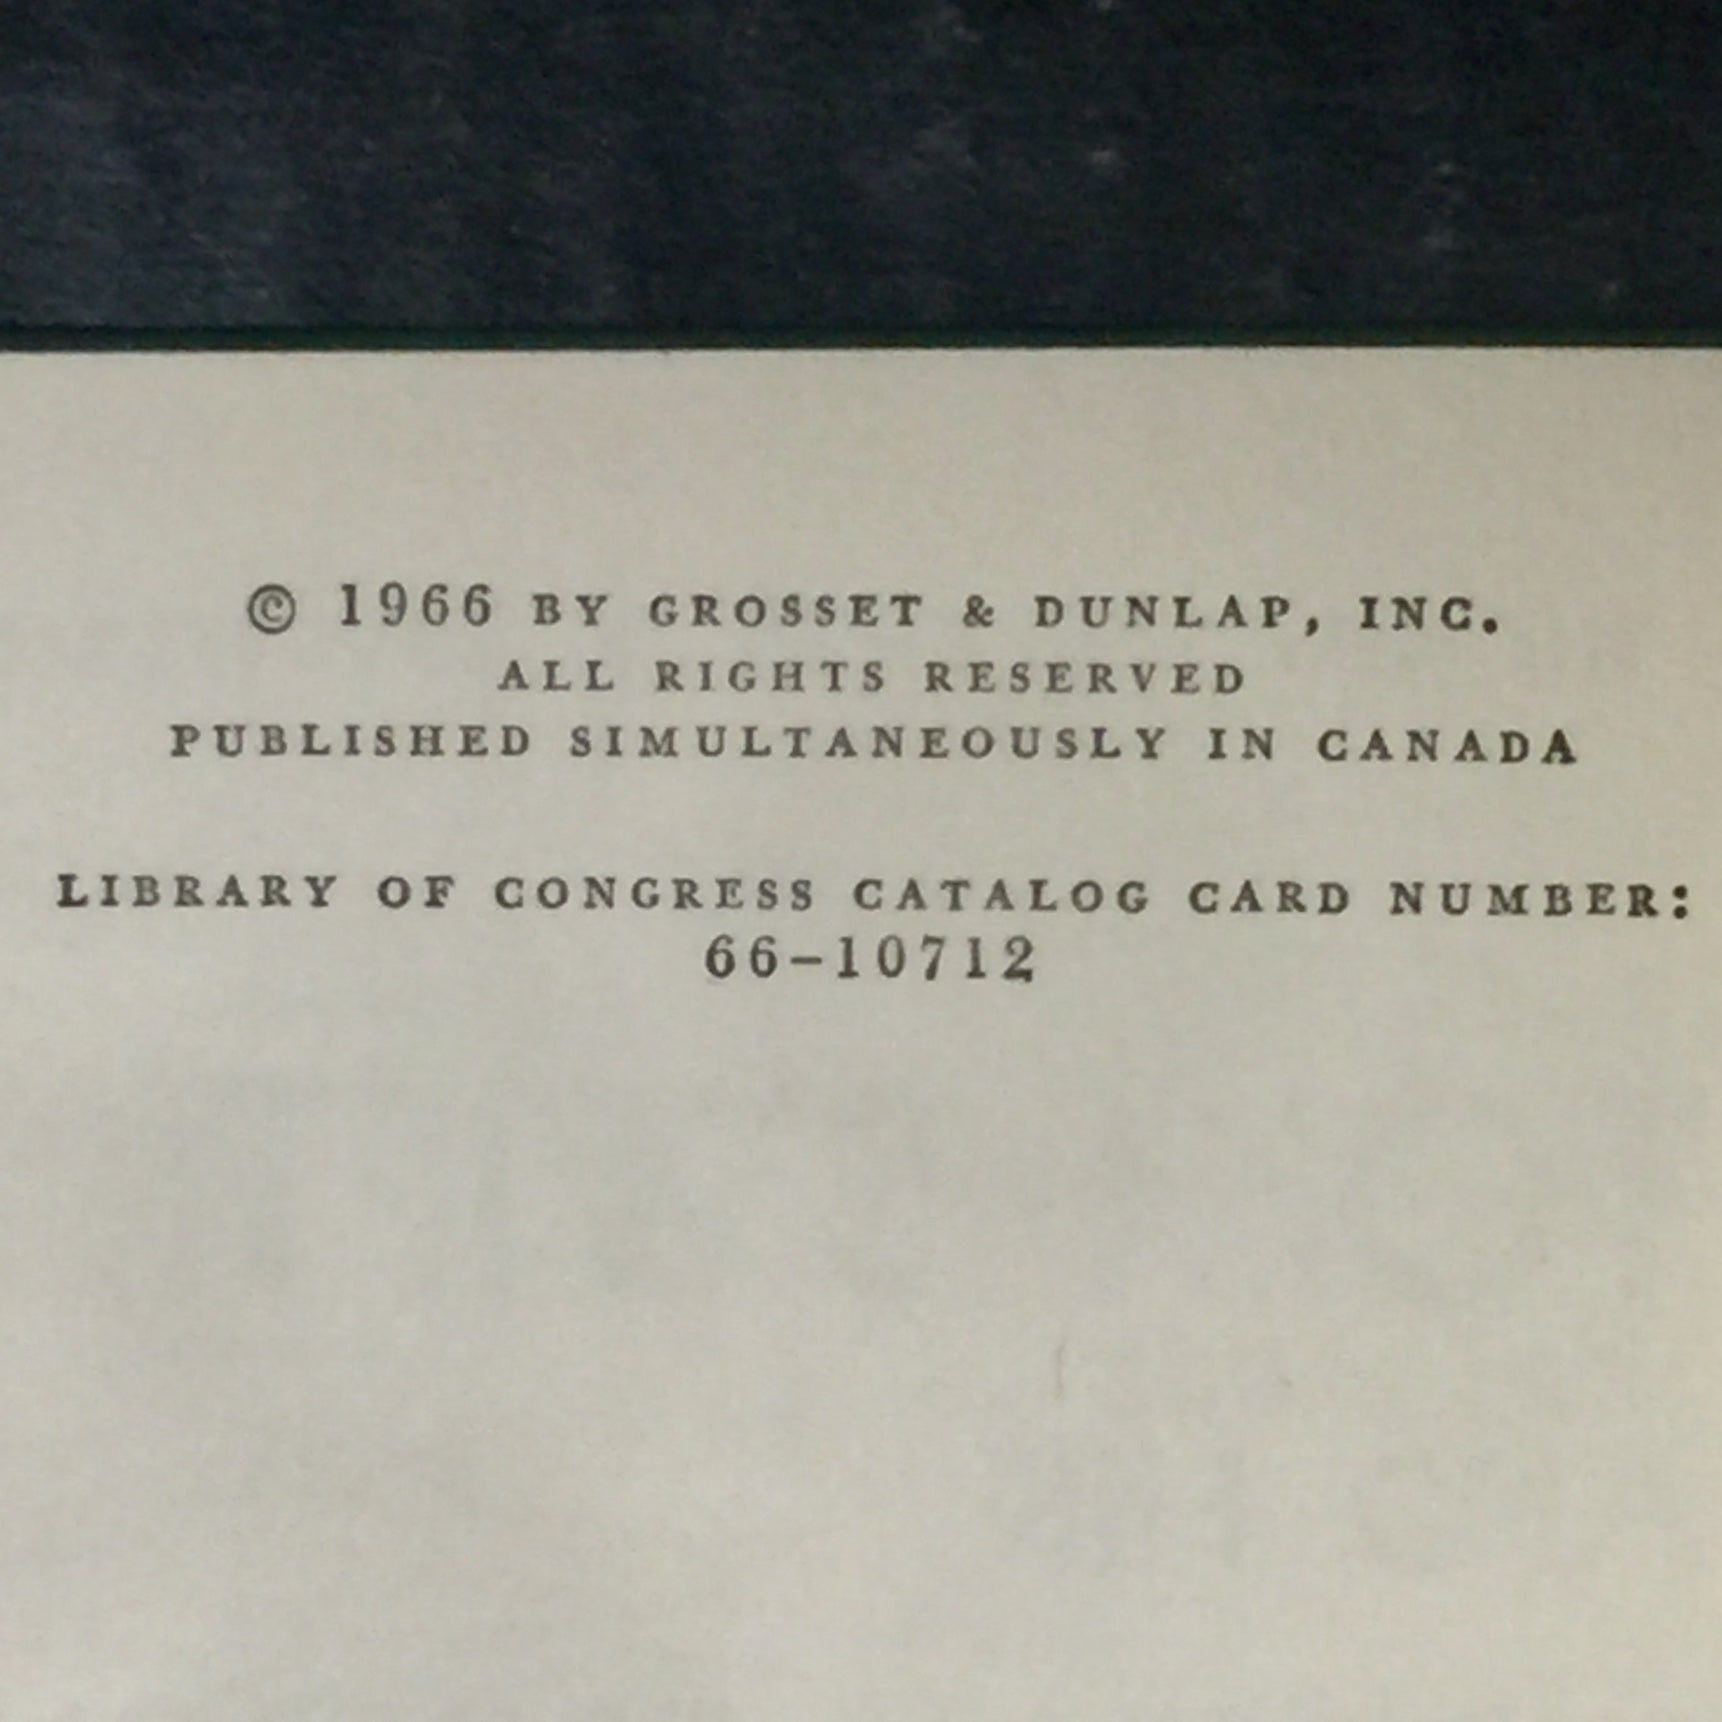 © 1966 BY GROSSET & DUNLAP, INC.
ALL RIGHTS RESERVED
PUBLISHED SIMULTANEOUSLY IN CANADA
LIBRARY OF CONGRESS CATALOG CARD NUMBER:
66-10712